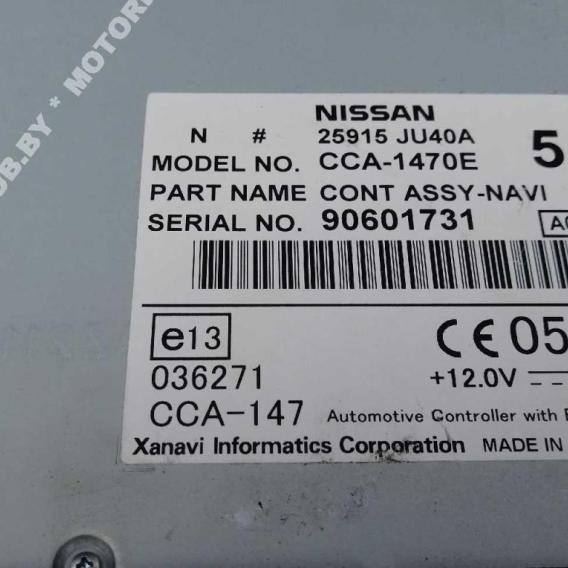 NISSAN
N # 25915 JU40A 5
MODEL NO. CCA-1470E
PART NAME CONT ASSY-NAVI
SERIAL NO. 90601731
e13
CE 05
036271
+12.0V
CCA-147 Automotive Controller with
Xanavi Informatics Corporation MADE IN